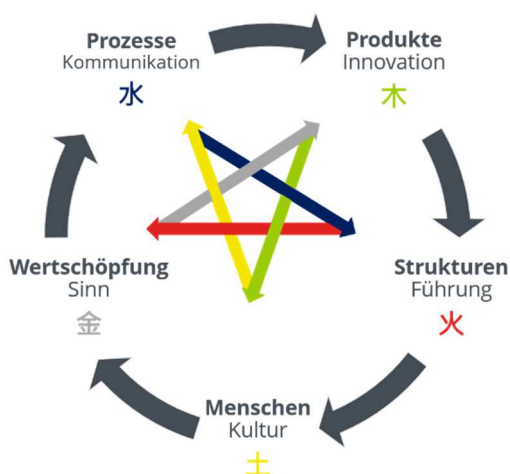 Prozesse
Kommunikation
水
Produkte
Innovation
木
Strukturen
Führung
火
Menschen
Kultur
土
Wertschöpfung
Sinn
金